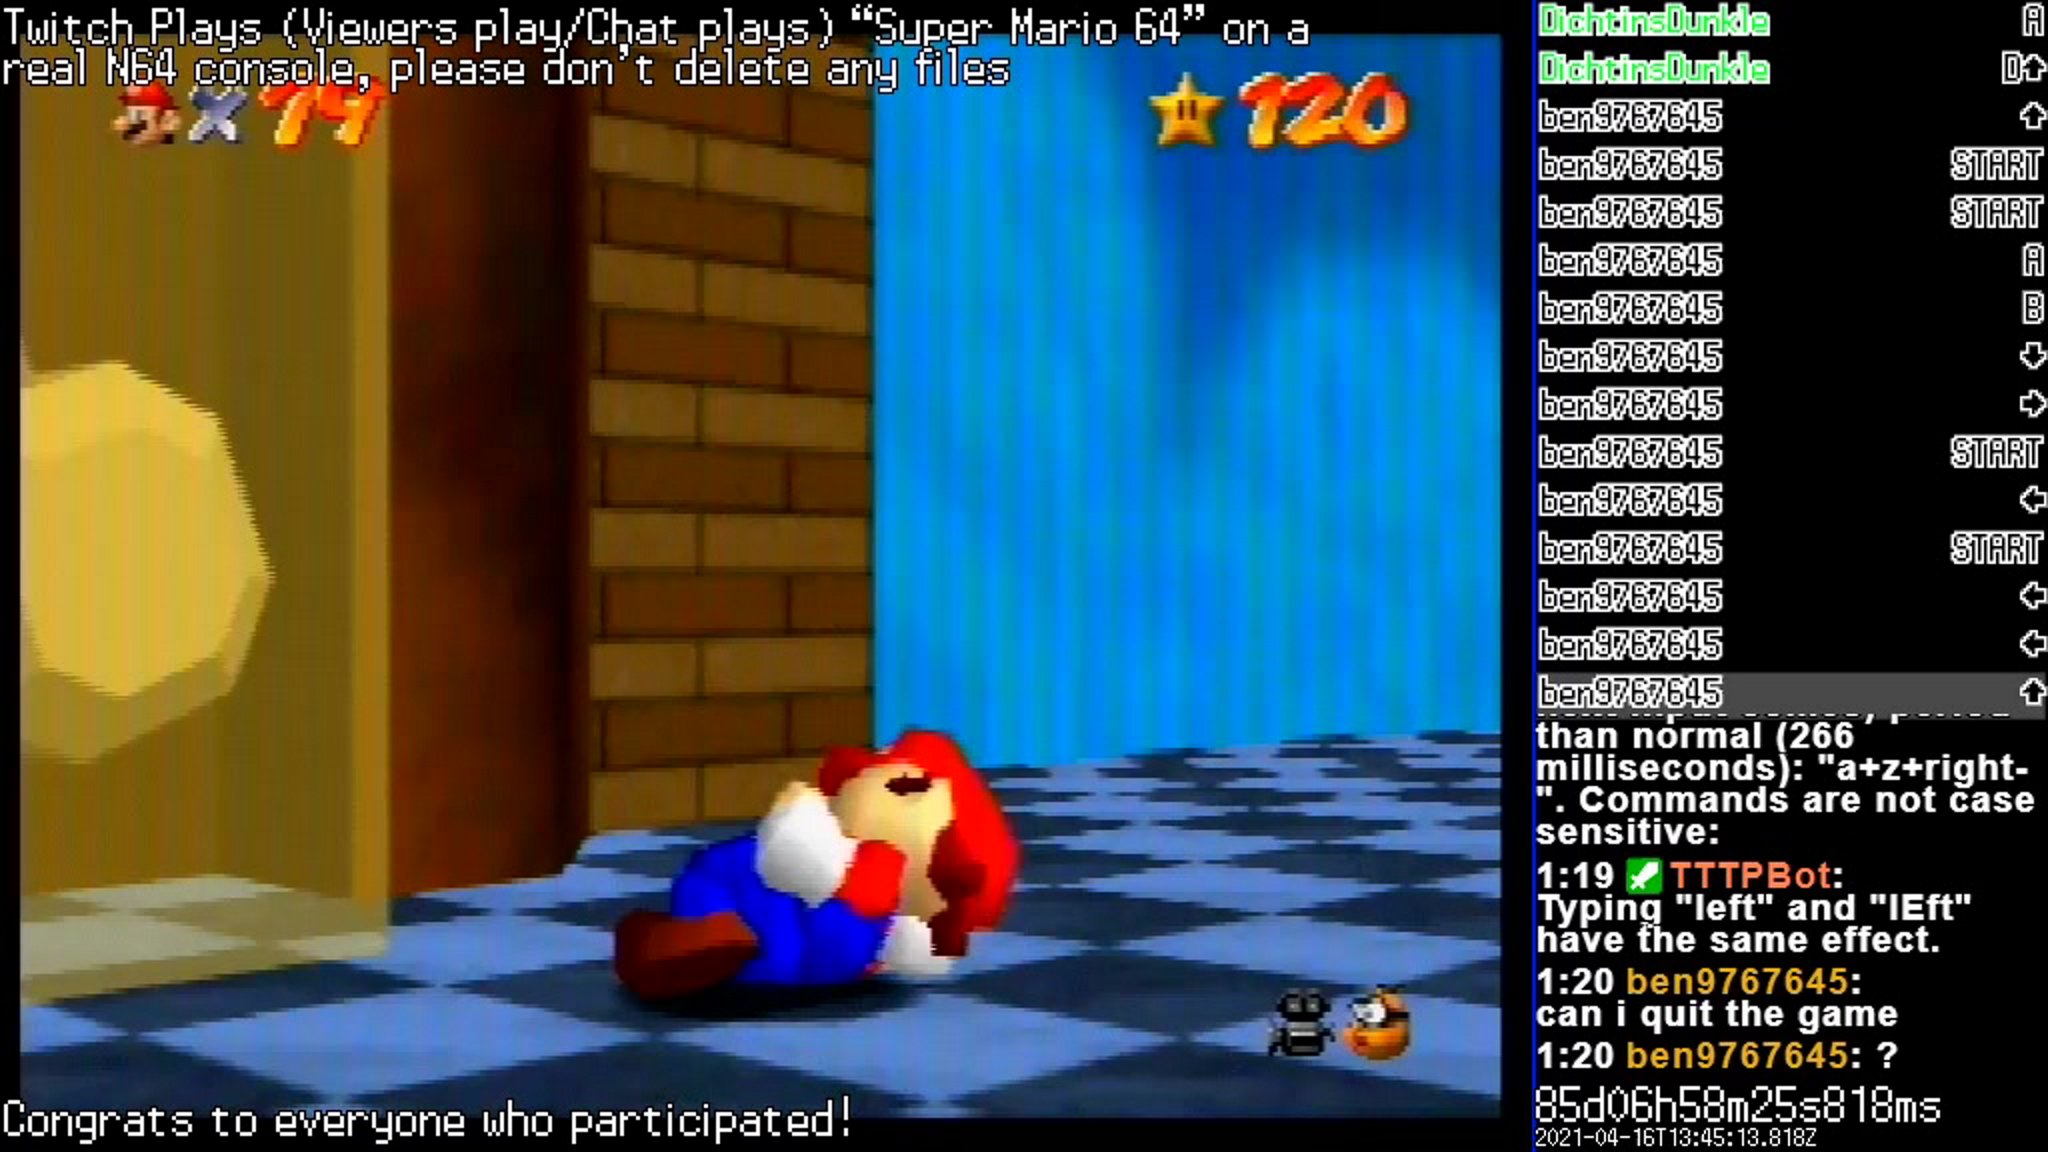 Twitch Plays (Viewers play/Chat plays) “Super Mario 64” on a
real N64 console, please don't delete any files
120
Congrats to everyone who participated!
DichtinsDunkle A
DichtinsDunkle D⇧
ben9767645 ⇧
ben9767645 START
ben9767645 START
ben9767645 A
ben9767645 B
ben9767645 ⇩
ben9767645 ⇨
ben9767645 START
ben9767645 ⇦
ben9767645 START
ben9767645 ⇦
ben9767645 ⇦
ben9767645 ⇧
than normal (266
milliseconds): "a+z+right-
". Commands are not case
sensitive:
1:19 TTTPBot:
Typing "left" and "lEft"
have the same effect.
1:20 ben9767645:
can i quit the game
1:20 ben9767645: ?
85d06h58m25s818ms
2021-04-16T13:45:13.818Z